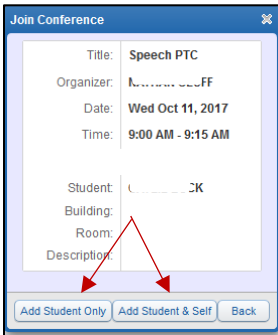 Join Conference
Title: Speech PTC
Organizer:
Date: Wed Oct 11, 2017
Time: 9:00 AM - 9:15 AM
Student:
Building:
Room:
Description:
Add Student Only Add Student & Self Back